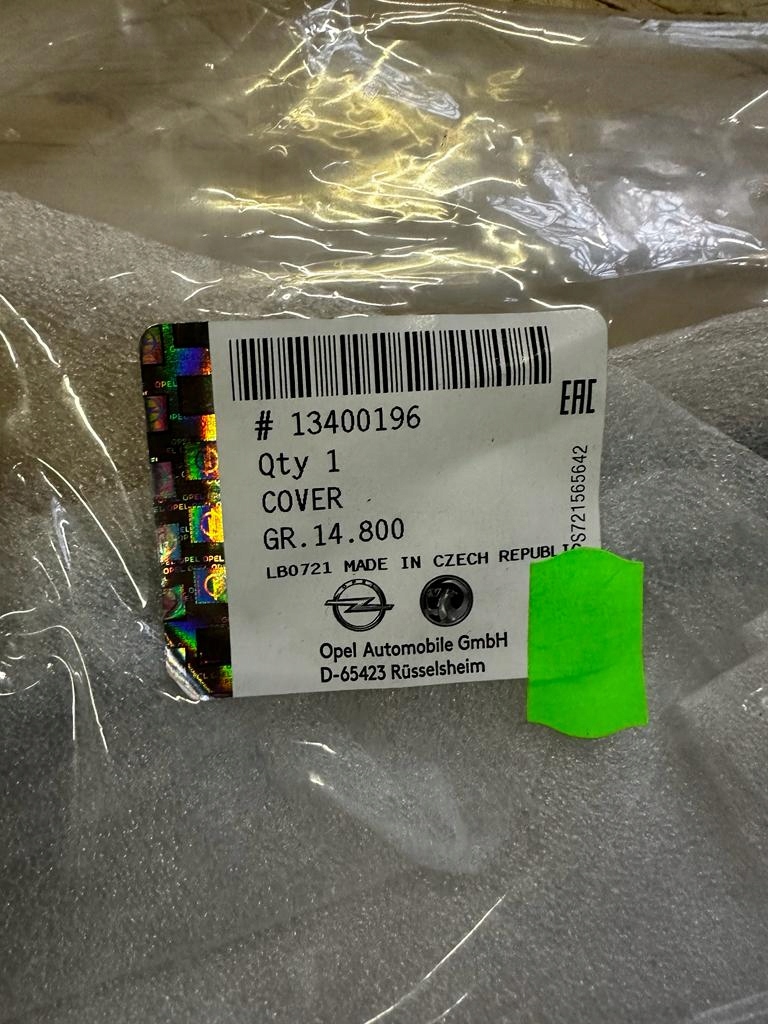 # 13400196
EAC
Qty 1
COVER
GR.14.800
LB0721 MADE IN CZECH REPUBLIC
Opel Automobile GmbH
D-65423 Rüsselsheim
S721565642
OPEL